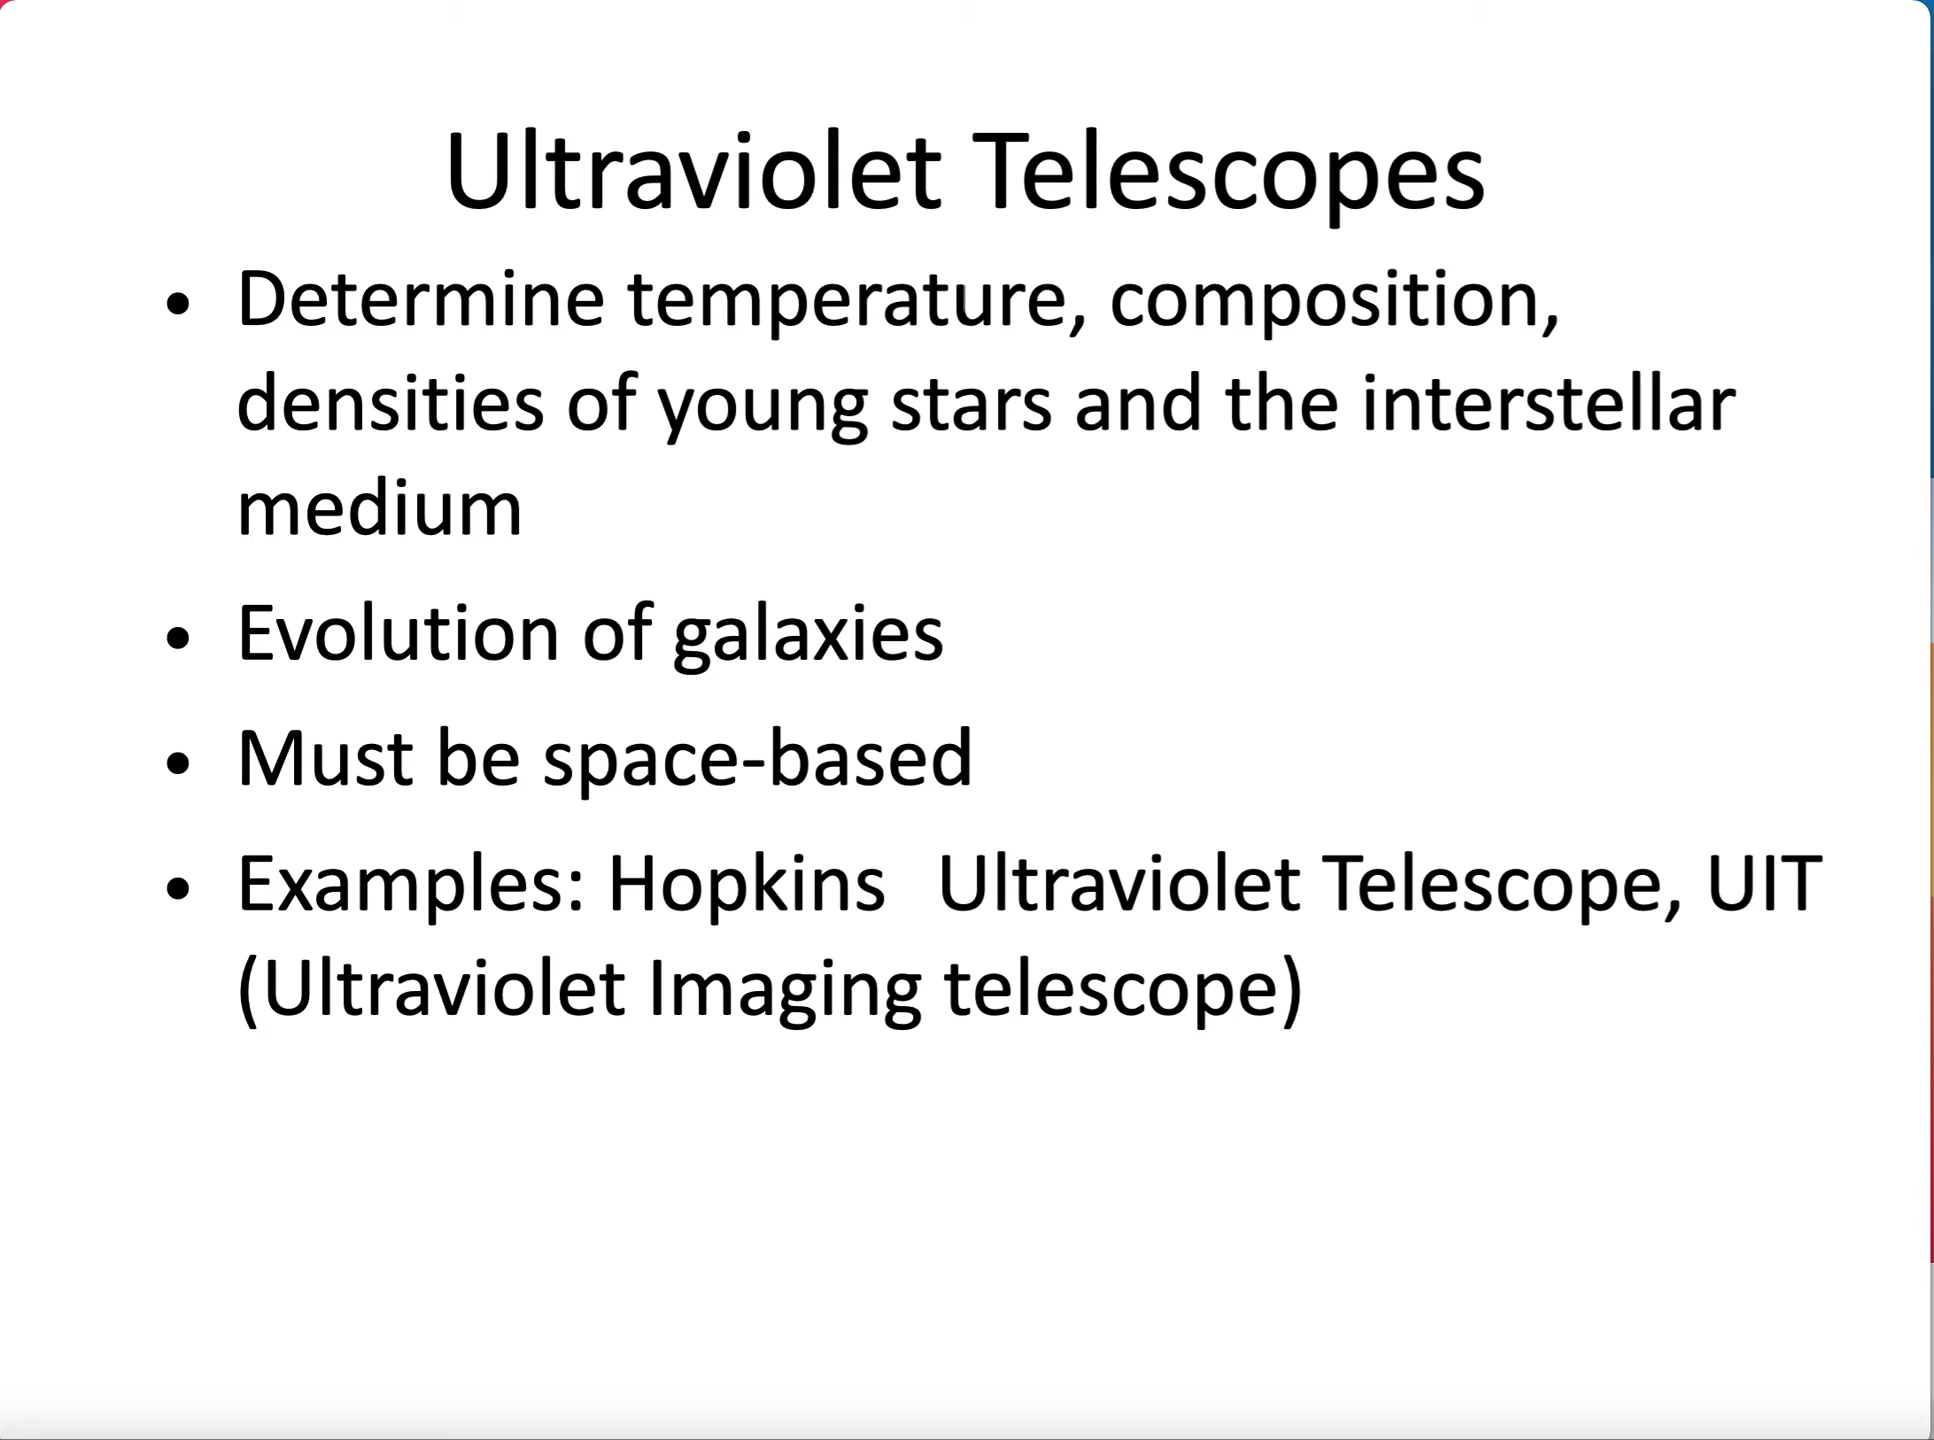 Ultraviolet Telescopes
• Determine temperature, composition,
densities of young stars and the interstellar
medium
• Evolution of galaxies
• Must be space-based
• Examples: Hopkins  Ultraviolet Telescope, UIT
(Ultraviolet Imaging telescope)